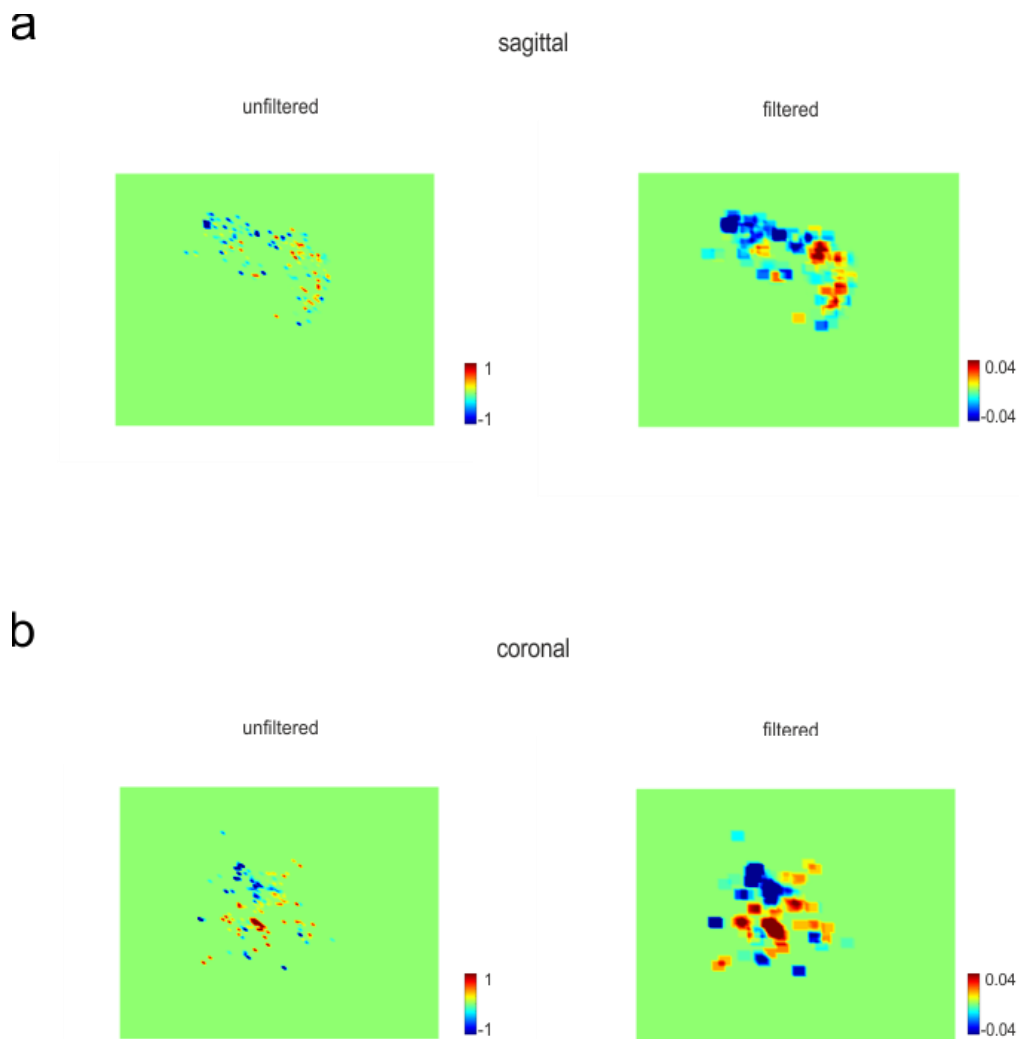 a
sagittal
unfiltered filtered
1 0.04
-1 -0.04
b
coronal
unfiltered filtered
1 0.04
-1 -0.04